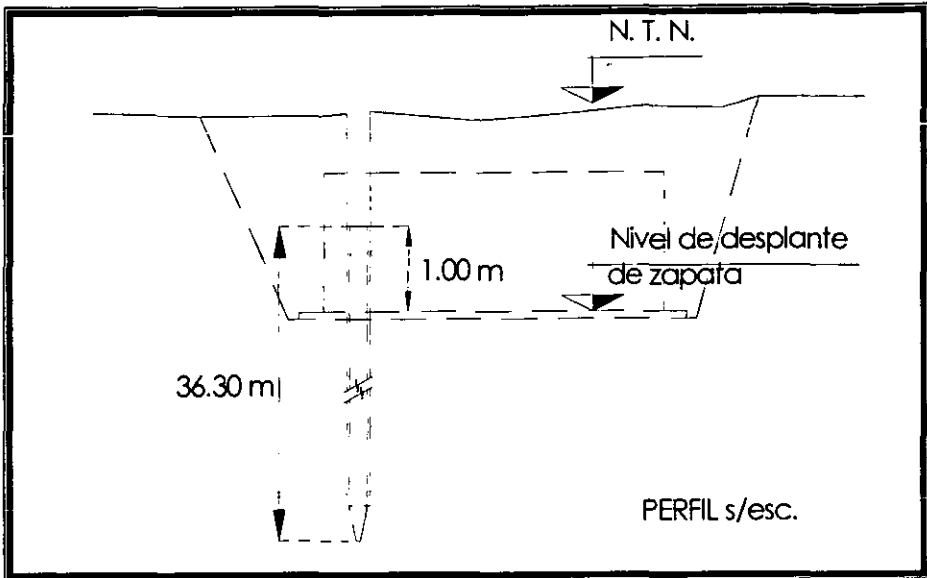 N. T. N.
Nivel de desplante
de zapata
1.00 m
36.30 m
PERFIL s/esc.